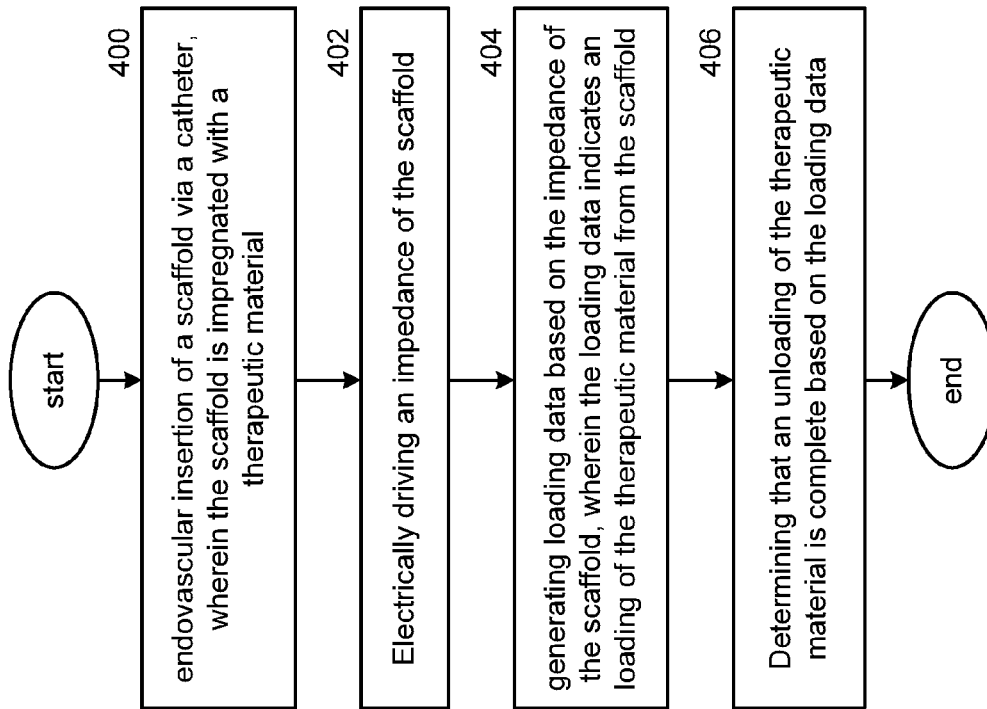 start
400
endovascular insertion of a scaffold via a catheter,
wherein the scaffold is impregnated with a
therapeutic material
402
Electrically driving an impedance of the scaffold
404
generating loading data based on the impedance of
the scaffold, wherein the loading data indicates an
loading of the therapeutic material from the scaffold
406
Determining that an unloading of the therapeutic
material is complete based on the loading data
end